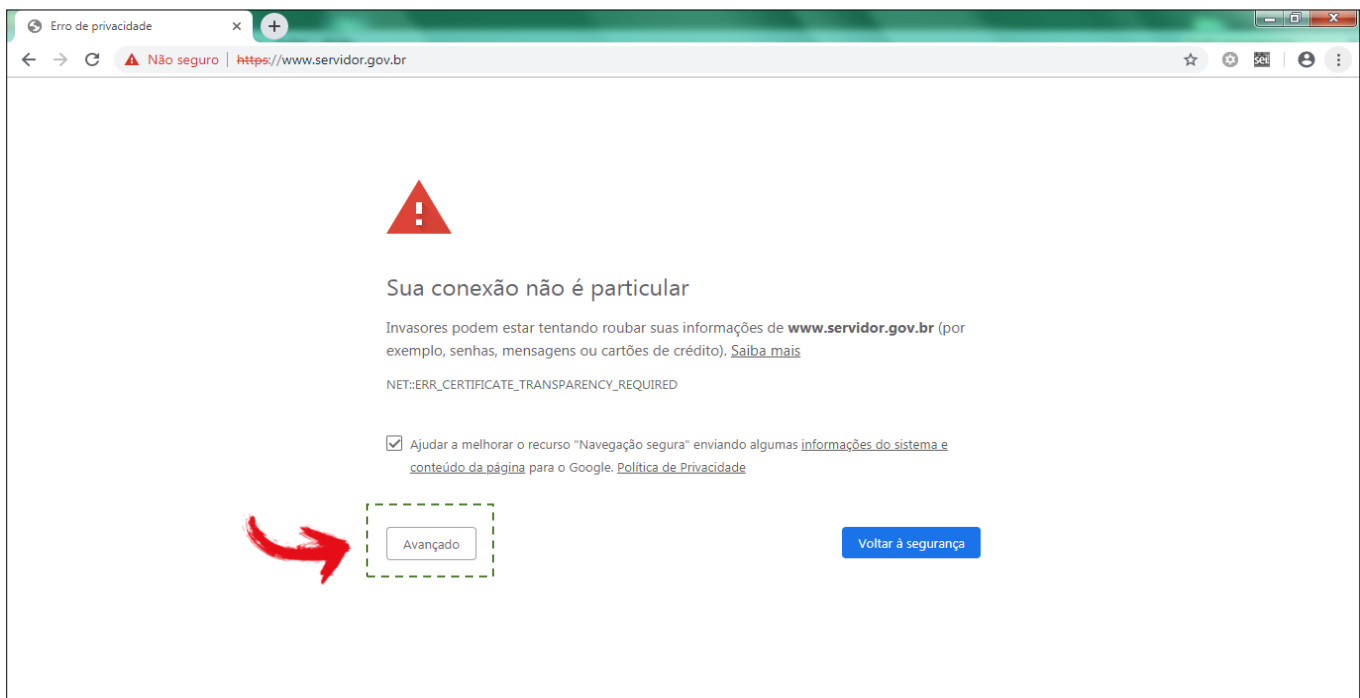 Erro de privacidade
Não seguro | https://www.servidor.gov.br
sei!
Sua conexão não é particular
Invasores podem estar tentando roubar suas informações de www.servidor.gov.br (por
exemplo, senhas, mensagens ou cartões de crédito). Saiba mais
NET::ERR_CERTIFICATE_TRANSPARENCY_REQUIRED
Ajudar a melhorar o recurso "Navegação segura" enviando algumas informações do sistema e
conteúdo da página para o Google. Política de Privacidade
Avançado
Voltar à segurança